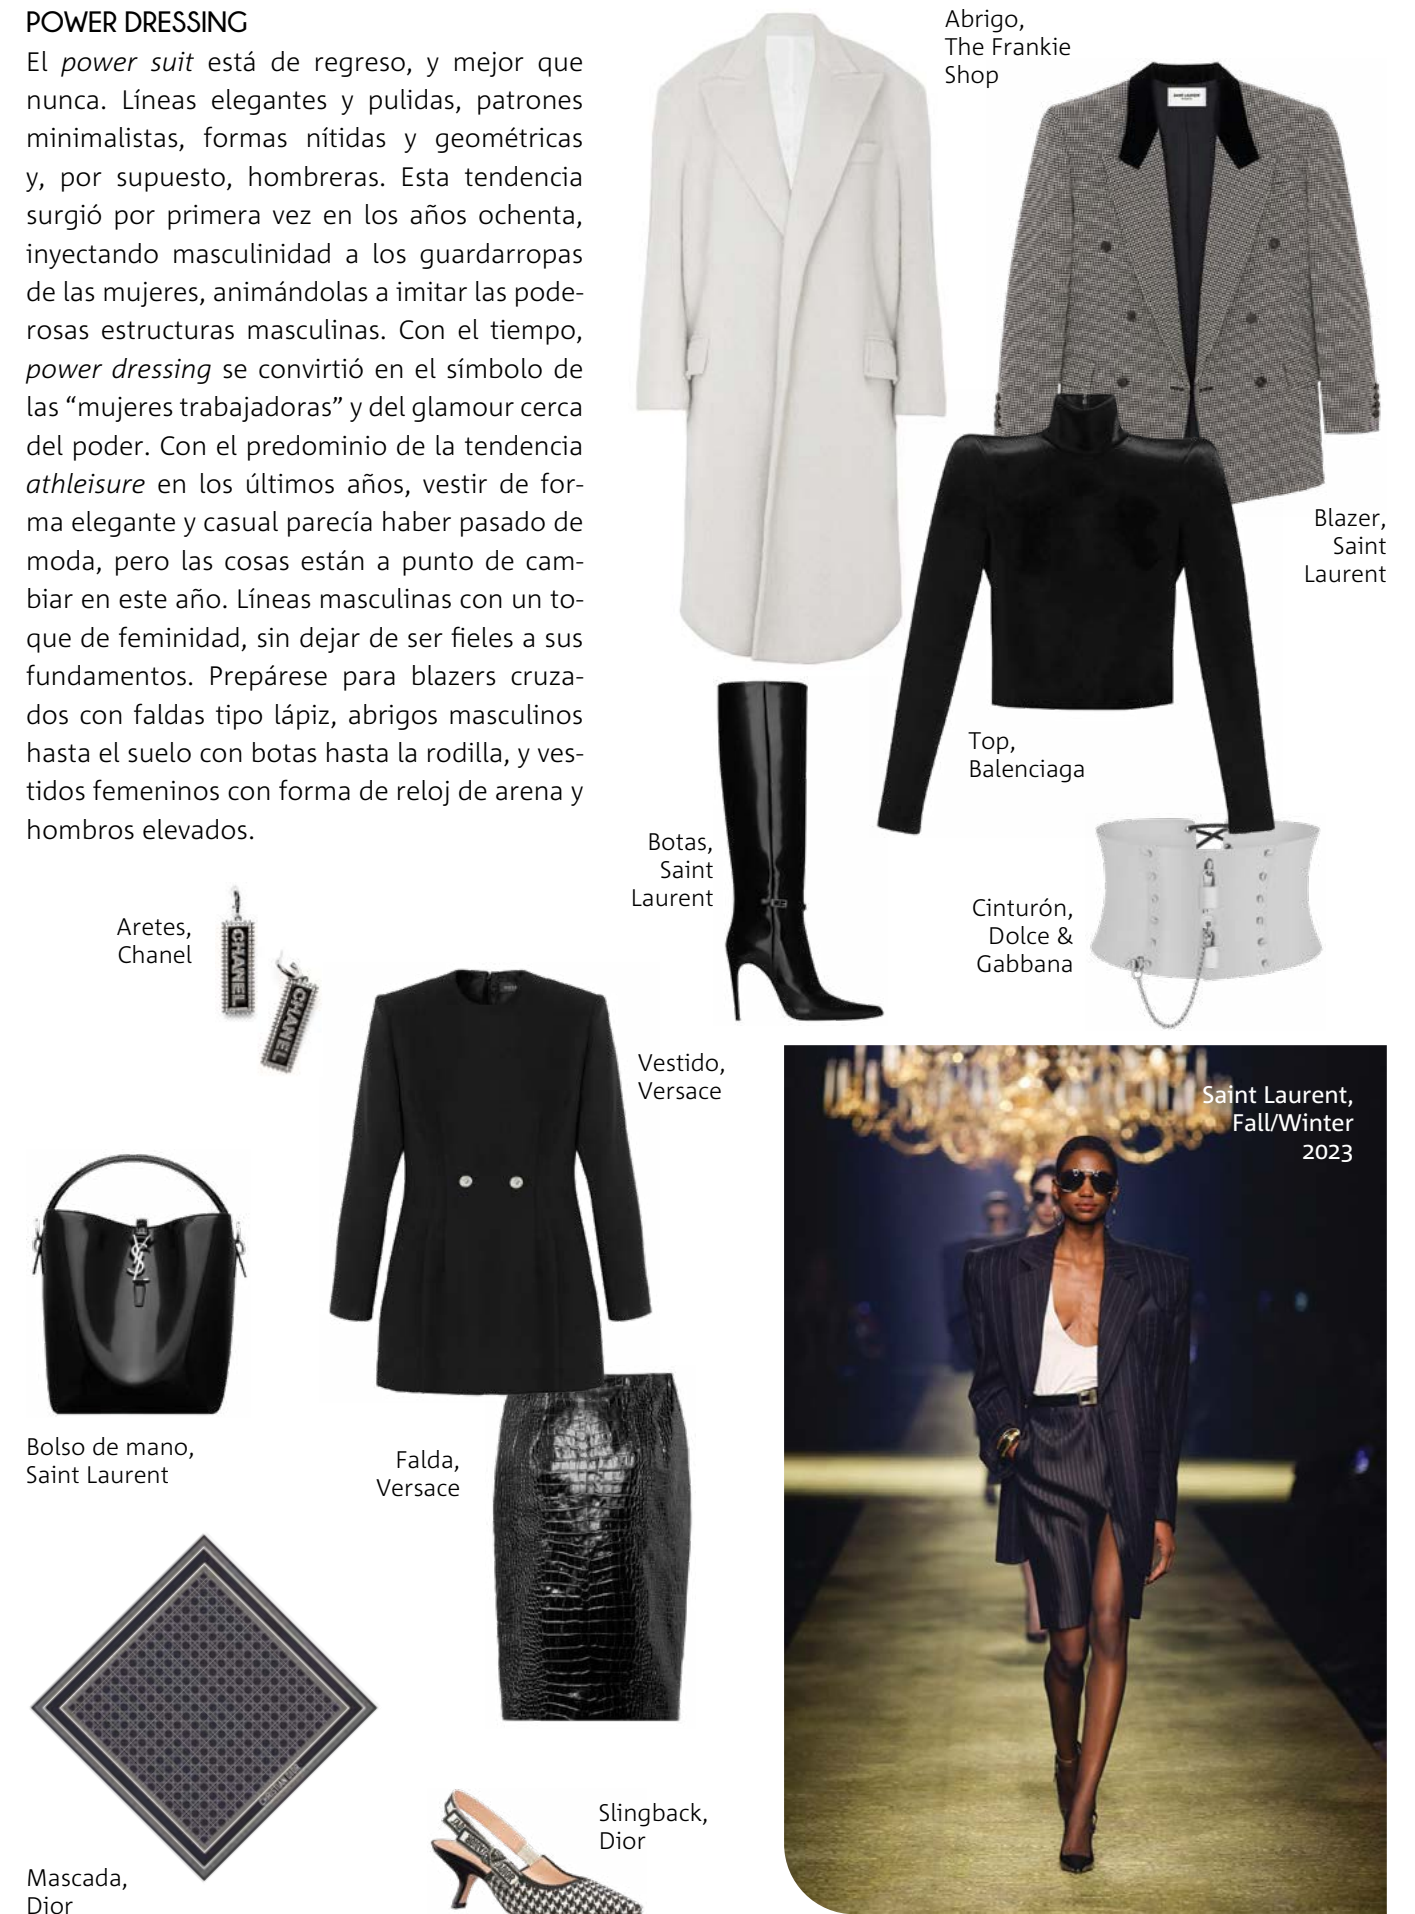 POWER DRESSING
El power suit está de regreso, y mejor que
nunca. Líneas elegantes y pulidas, patrones
minimalistas, formas nítidas y geométricas
y, por supuesto, hombreras. Esta tendencia
surgió por primera vez en los años ochenta,
inyectando masculinidad a los guardarropas
de las mujeres, animándolas a imitar las pode-
rosas estructuras masculinas. Con el tiempo,
power dressing se convirtió en el símbolo de
las “mujeres trabajadoras” y del glamour cerca
del poder. Con el predominio de la tendencia
athleisure en los últimos años, vestir de for-
ma elegante y casual parecía haber pasado de
moda, pero las cosas están a punto de cam-
biar en este año. Líneas masculinas con un to-
que de feminidad, sin dejar de ser fieles a sus
fundamentos. Prepárese para blazers cruza-
dos con faldas tipo lápiz, abrigos masculinos
hasta el suelo con botas hasta la rodilla, y ves-
tidos femeninos con forma de reloj de arena y
hombros elevados.
Abrigo,
The Frankie
Shop
SAINT LAURENT
Blazer,
Saint
Laurent
Top,
Balenciaga
Botas,
Saint
Laurent
Cinturón,
Dolce &
Gabbana
Aretes,
Chanel
CHANEL
CHANEL
Vestido,
Versace
Saint Laurent,
Fall/Winter
2023
Bolso de mano,
Saint Laurent
Falda,
Versace
Mascada,
Dior
CHRISTIAN DIOR
Slingback,
Dior